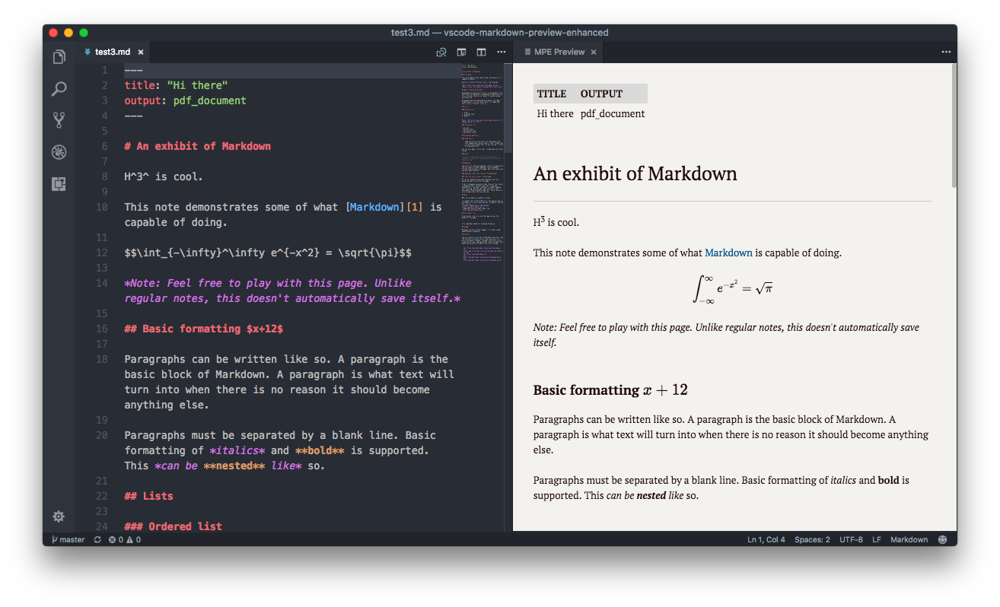 test3.md — vscode-markdown-preview-enhanced
test3.md ×
1 ---
2 title: "Hi there"
3 output: pdf_document
4 ---
5
6 # An exhibit of Markdown
7
8 H^3^ is cool.
9
10 This note demonstrates some of what [Markdown][1] is
capable of doing.
11
12 $$\int_{-\infty}^\infty e^{-x^2} = \sqrt{\pi}$$
13
14 *Note: Feel free to play with this page. Unlike
regular notes, this doesn't automatically save itself.*
15
16 ## Basic formatting $x+12$
17
18 Paragraphs can be written like so. A paragraph is the
basic block of Markdown. A paragraph is what text will
turn into when there is no reason it should become
anything else.
19
20 Paragraphs must be separated by a blank line. Basic
formatting of *italics* and **bold** is supported.
This *can be **nested** like* so.
21
22 ## Lists
23
24 ### Ordered list
MPE Preview ×
TITLE OUTPUT
Hi there pdf_document
An exhibit of Markdown
H³ is cool.
This note demonstrates some of what Markdown is capable of doing.
∫_{-∞}^{∞} e^{-x²} = √π
Note: Feel free to play with this page. Unlike regular notes, this doesn't automatically save
itself.
Basic formatting x + 12
Paragraphs can be written like so. A paragraph is the basic block of Markdown. A
paragraph is what text will turn into when there is no reason it should become anything
else.
Paragraphs must be separated by a blank line. Basic formatting of italics and bold is
supported. This can be nested like so.
master 0 0 Ln 1, Col 4 Spaces: 2 UTF-8 LF Markdown